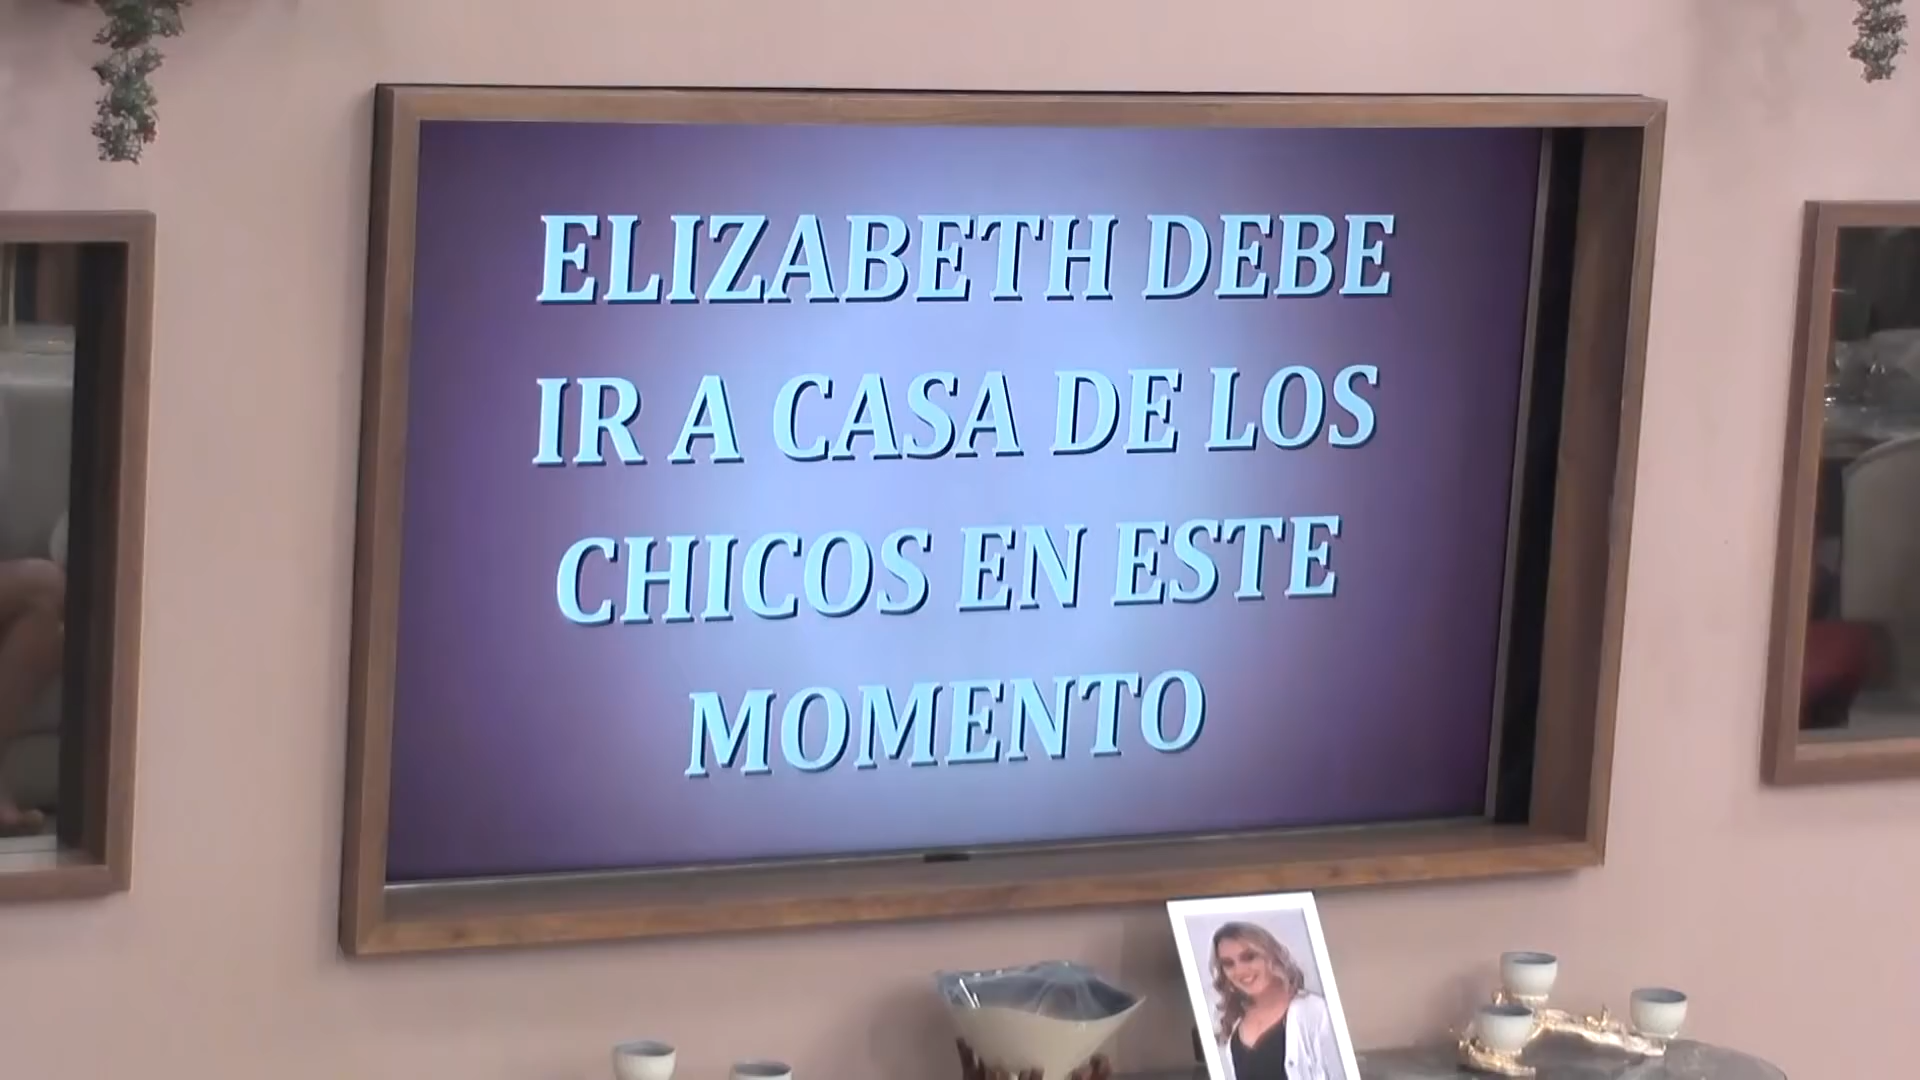 ELIZABETH DEBE
IR A CASA DE LOS
CHICOS EN ESTE
MOMENTO